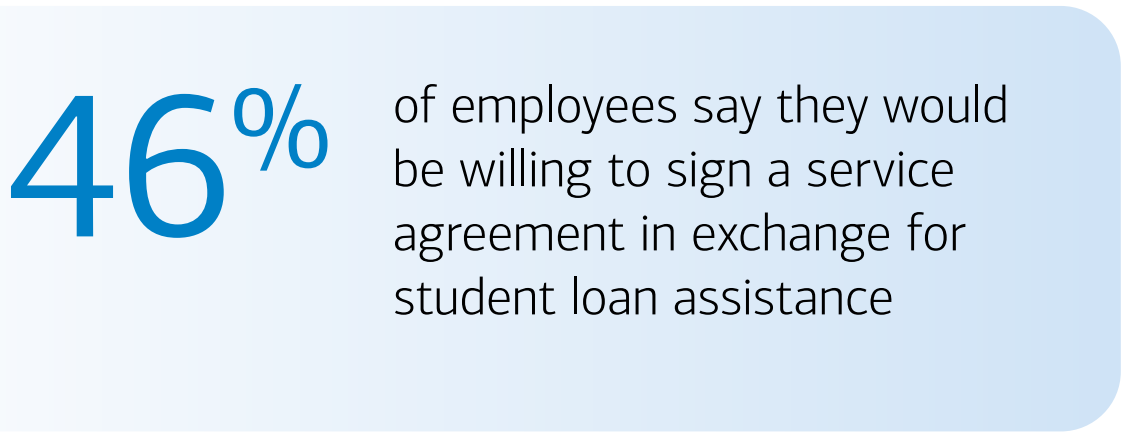 46%
of employees say they would
be willing to sign a service
agreement in exchange for
student loan assistance